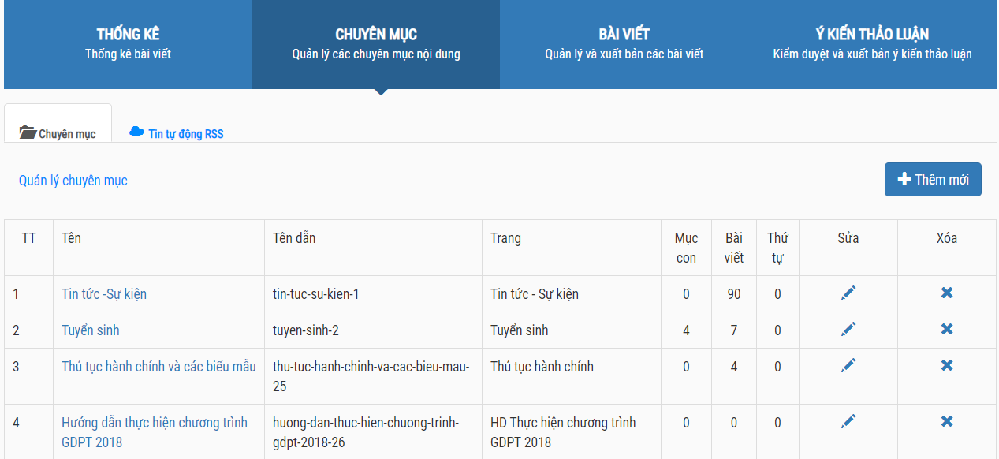 THỐNG KÊ
Thống kê bài viết
CHUYÊN MỤC
Quản lý các chuyên mục nội dung
BÀI VIẾT
Quản lý và xuất bản các bài viết
Ý KIẾN THẢO LUẬN
Kiểm duyệt và xuất bản ý kiến thảo luận
Chuyên mục
Tin tự động RSS
Quản lý chuyên mục
Thêm mới
TT Tên Tên dẫn Trang Mục con Bài viết Thứ tự Sửa Xóa
1 Tin tức -Sự kiện tin-tuc-su-kien-1 Tin tức - Sự kiện 0 90 0
2 Tuyển sinh tuyen-sinh-2 Tuyển sinh 4 7 0
3 Thủ tục hành chính và các biểu mẫu thu-tuc-hanh-chinh-va-cac-bieu-mau- Thủ tục hành chính 0 4 0
25
4 Hướng dẫn thực hiện chương trình huong-dan-thuc-hien-chuong-trinh- HD Thực hiện chương trình 0 0 0
GDPT 2018 gdpt-2018-26 GDPT 2018